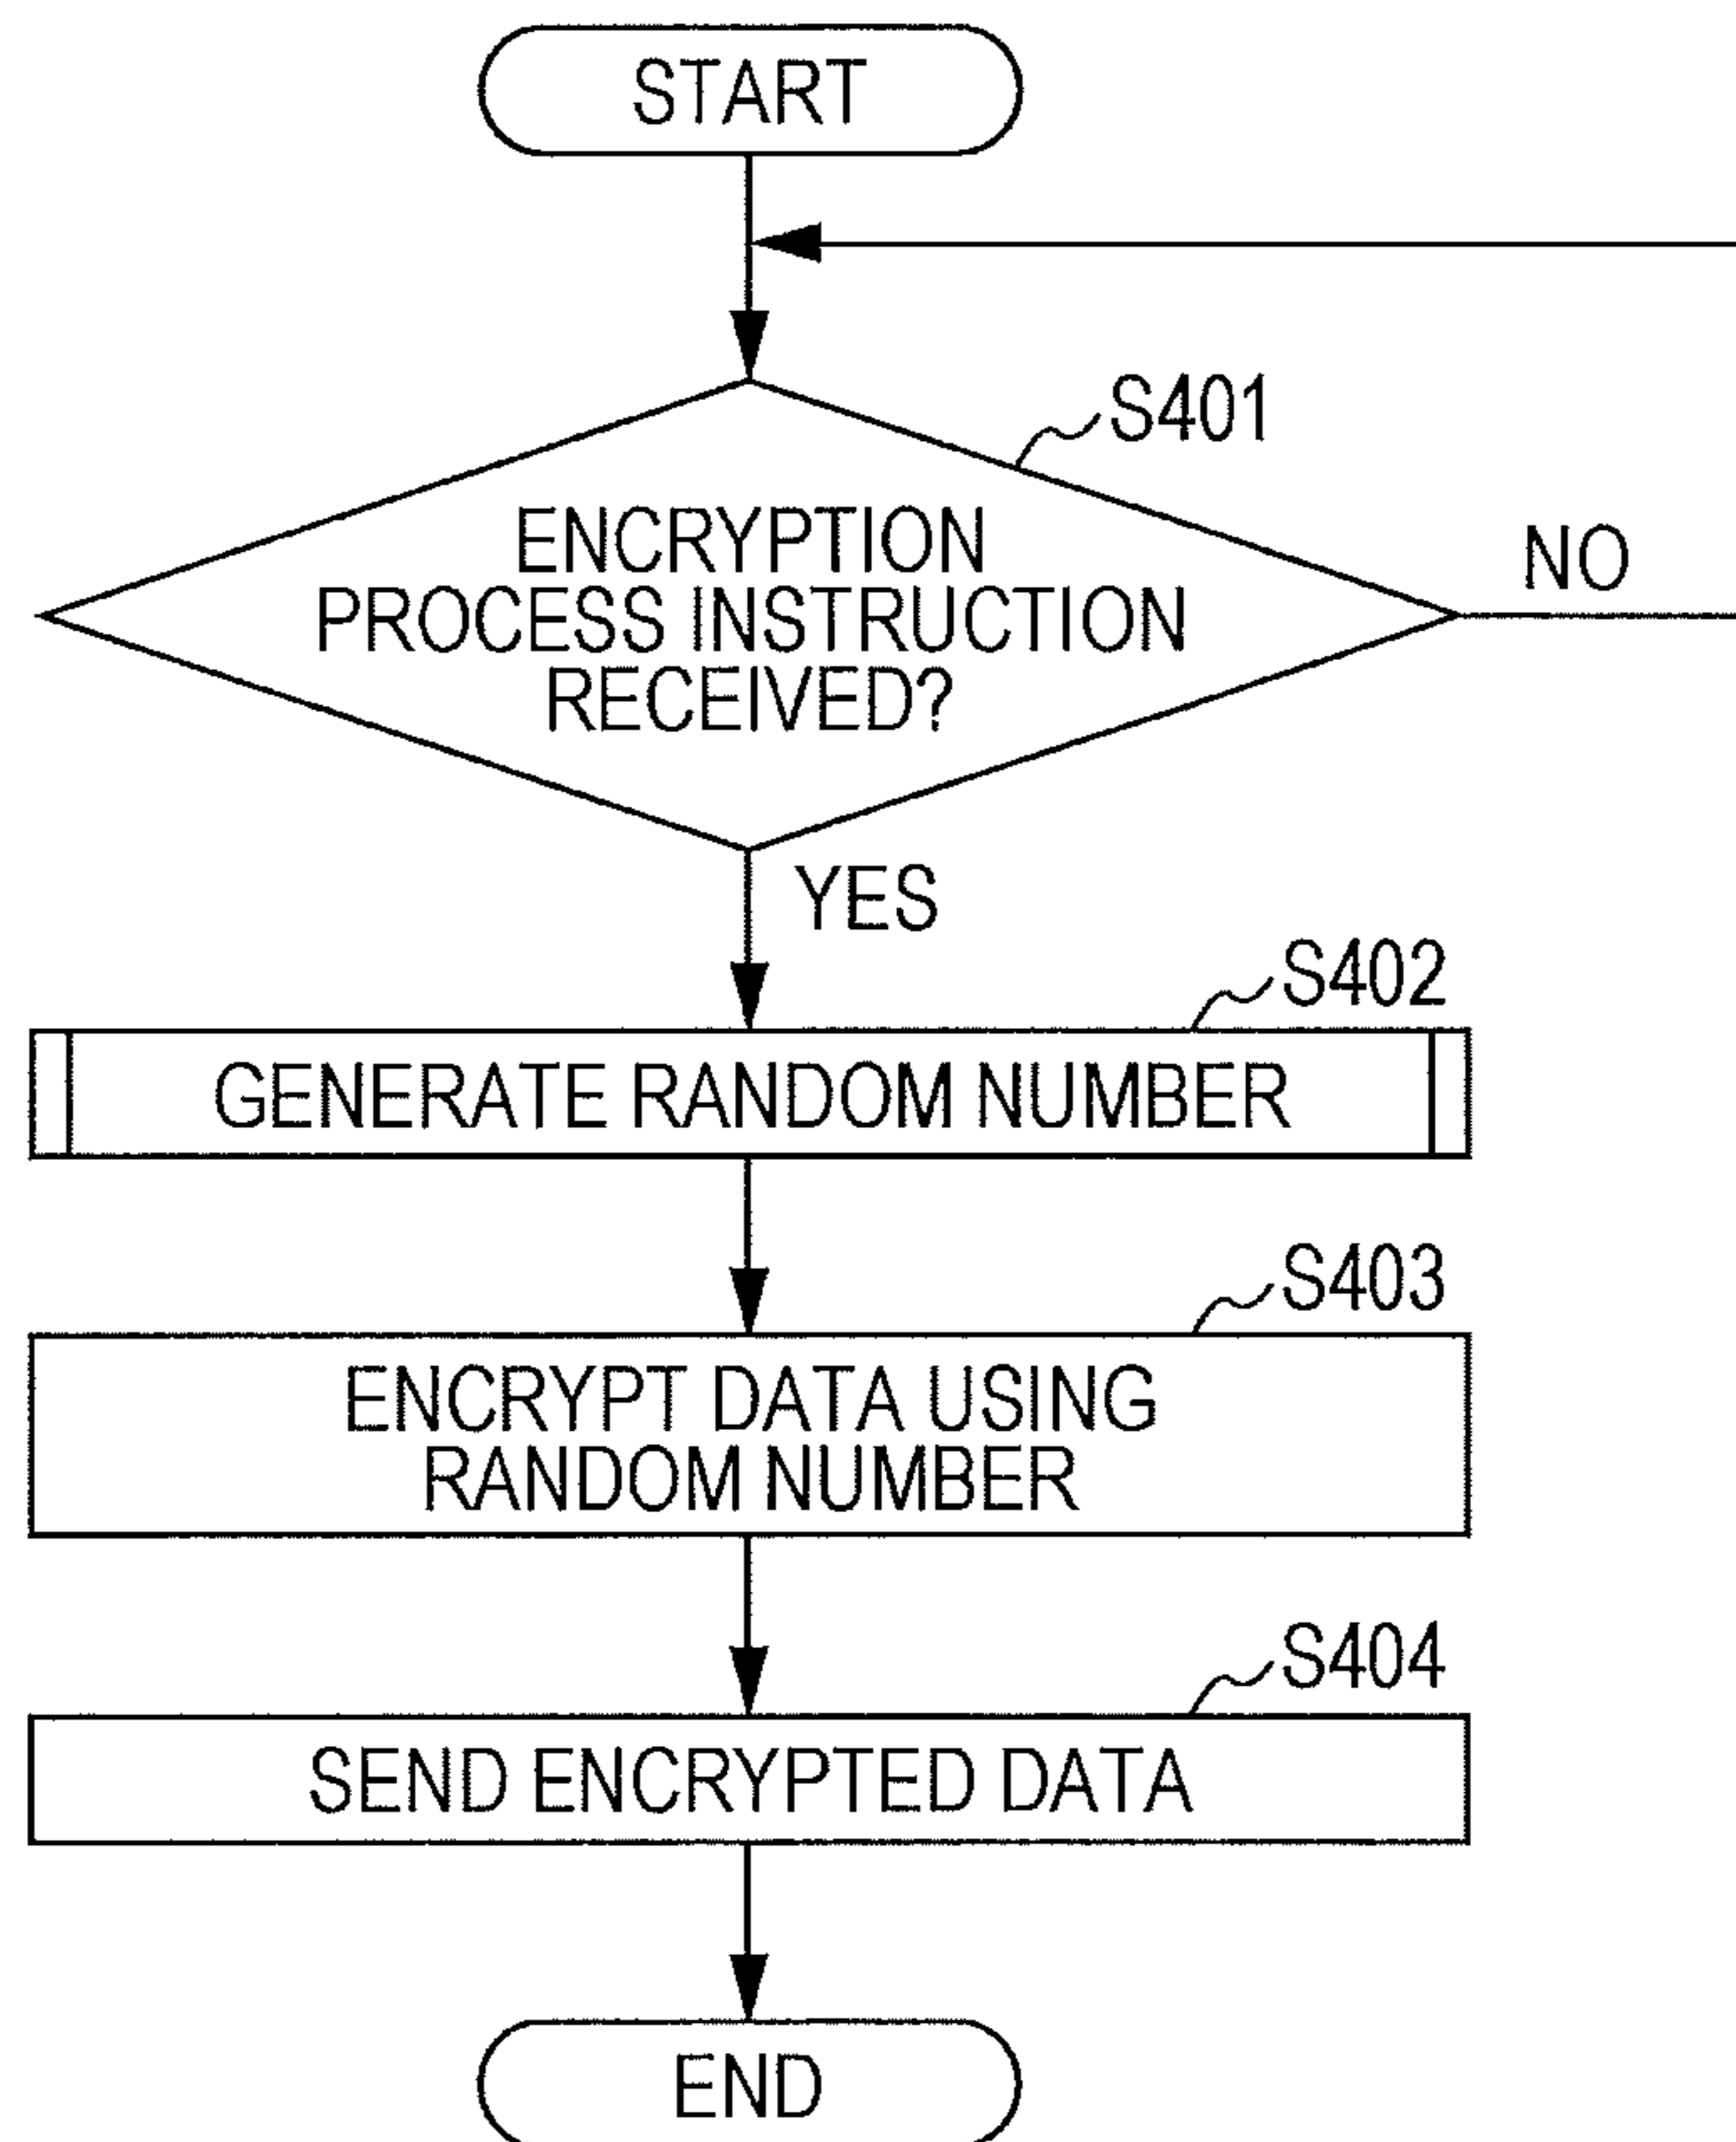 START
S401
ENCRYPTION
PROCESS INSTRUCTION
RECEIVED?
NO
YES
S402
GENERATE RANDOM NUMBER
S403
ENCRYPT DATA USING
RANDOM NUMBER
S404
SEND ENCRYPTED DATA
END